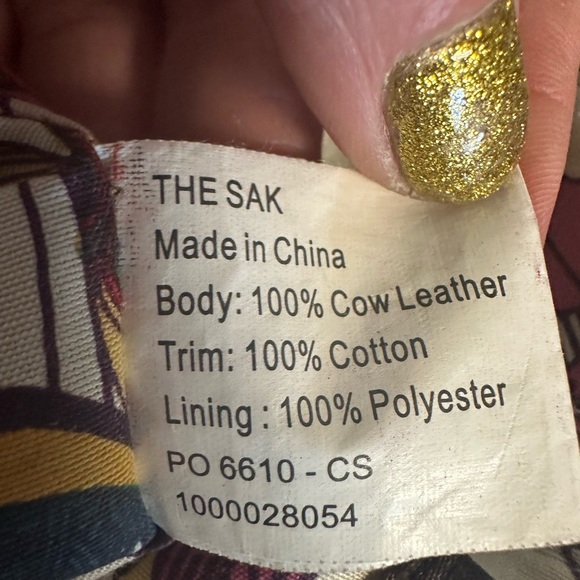 THE SAK
Made in China
Body: 100% Cow Leather
Trim: 100% Cotton
Lining : 100% Polyester
PO 6610 - CS
1000028054